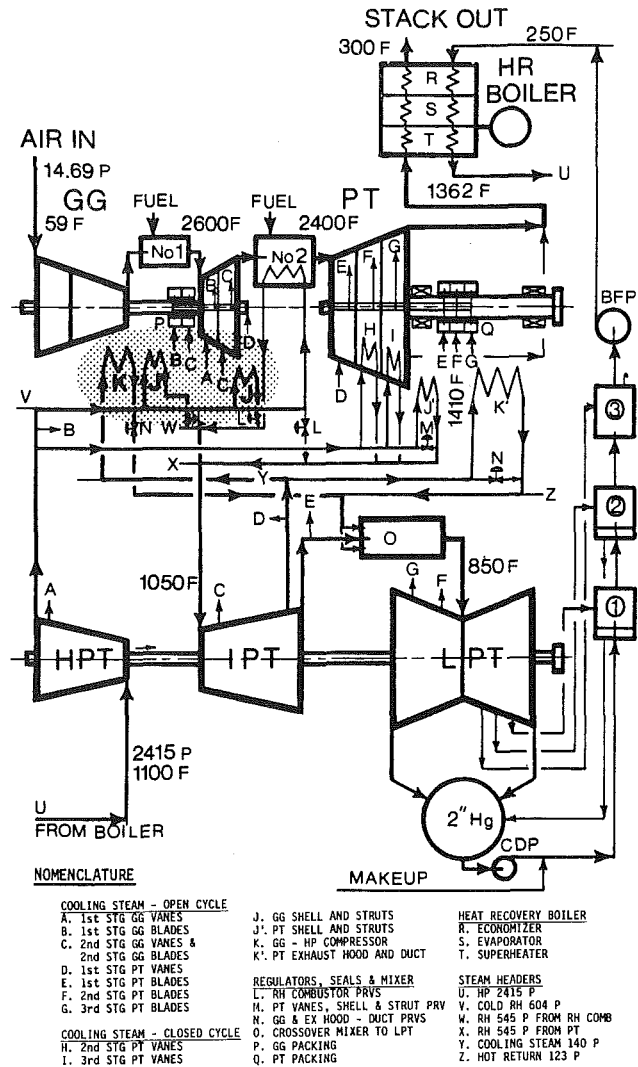 STACK OUT
300 F
250F
HR
BOILER
R
S
T
U
1362 F
AIR IN
14.69 P
GG
59 F
FUEL
2600F
FUEL
2400F
PT
No1
No2
B
C
E
F
G
P
B
C
A
C
D
H
I
D
Q
E F G
BFP
K
J
J
J'
1410 F
K'
V
B
N
W
L
L
M
N
X
Y
Z
D
E
O
3
2
1
1050F
850F
A
C
G
F
HPT
IPT
LPT
2415 P
1100 F
U
FROM BOILER
2" Hg
CDP
MAKEUP
NOMENCLATURE
COOLING STEAM - OPEN CYCLE
A. 1st STG GG VANES
B. 1st STG GG BLADES
C. 2nd STG GG VANES &
2nd STG GG BLADES
D. 1st STG PT VANES
E. 1st STG PT BLADES
F. 2nd STG PT BLADES
G. 3rd STG PT BLADES
COOLING STEAM - CLOSED CYCLE
H. 2nd STG PT VANES
I. 3rd STG PT VANES
J. GG SHELL AND STRUTS
J'. PT SHELL AND STRUTS
K. GG - HP COMPRESSOR
K'. PT EXHAUST HOOD AND DUCT
REGULATORS, SEALS & MIXER
L. RH COMBUSTOR PRVS
M. PT VANES, SHELL & STRUT PRV
N. GG & EX HOOD - DUCT PRVS
O. CROSSOVER MIXER TO LPT
P. GG PACKING
Q. PT PACKING
HEAT RECOVERY BOILER
R. ECONOMIZER
S. EVAPORATOR
T. SUPERHEATER
STEAM HEADERS
U. HP 2415 P
V. COLD RH 604 P
W. RH 545 P FROM RH COMB
X. RH 545 P FROM PT
Y. COOLING STEAM 140 P
Z. HOT RETURN 123 P